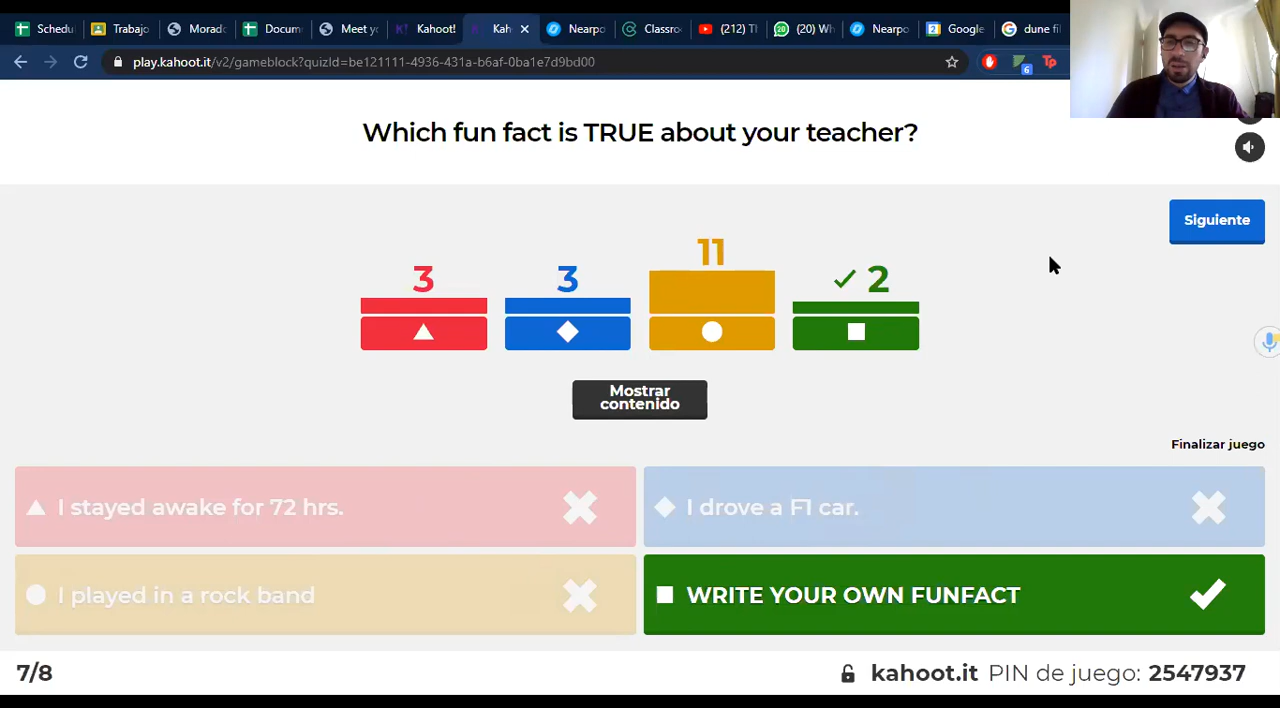 Schedu Trabajo Morad Docum Meet y Kahoot! Kah Nearpo Classro (212) T (20) Wh Nearpo Google dune fi
play.kahoot.it/v2/gameblock?quizId=be121111-4936-431a-b6af-0ba1e7d9bd00 6 Tp
Which fun fact is TRUE about your teacher?
Siguiente
3 3 11 2
Mostrar
contenido
Finalizar juego
I stayed awake for 72 hrs.
I drove a F1 car.
I played in a rock band
WRITE YOUR OWN FUNFACT
7/8
kahoot.it PIN de juego: 2547937